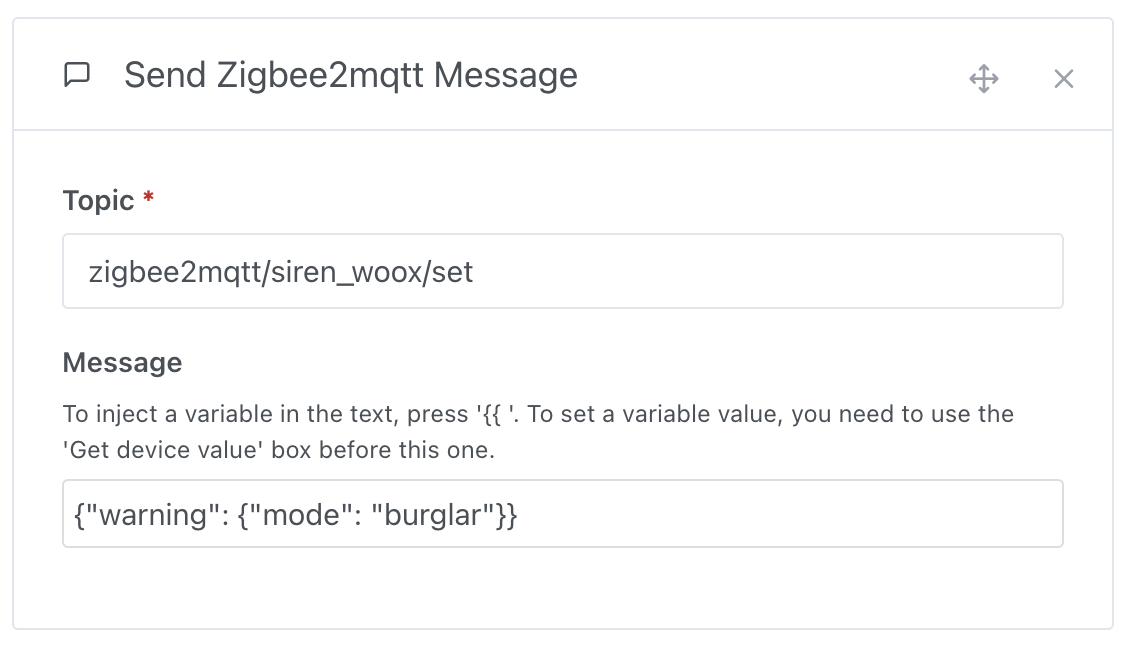 Send Zigbee2mqtt Message
Topic *
zigbee2mqtt/siren_woox/set
Message
To inject a variable in the text, press '{{ '. To set a variable value, you need to use the
'Get device value' box before this one.
{"warning": {"mode": "burglar"}}